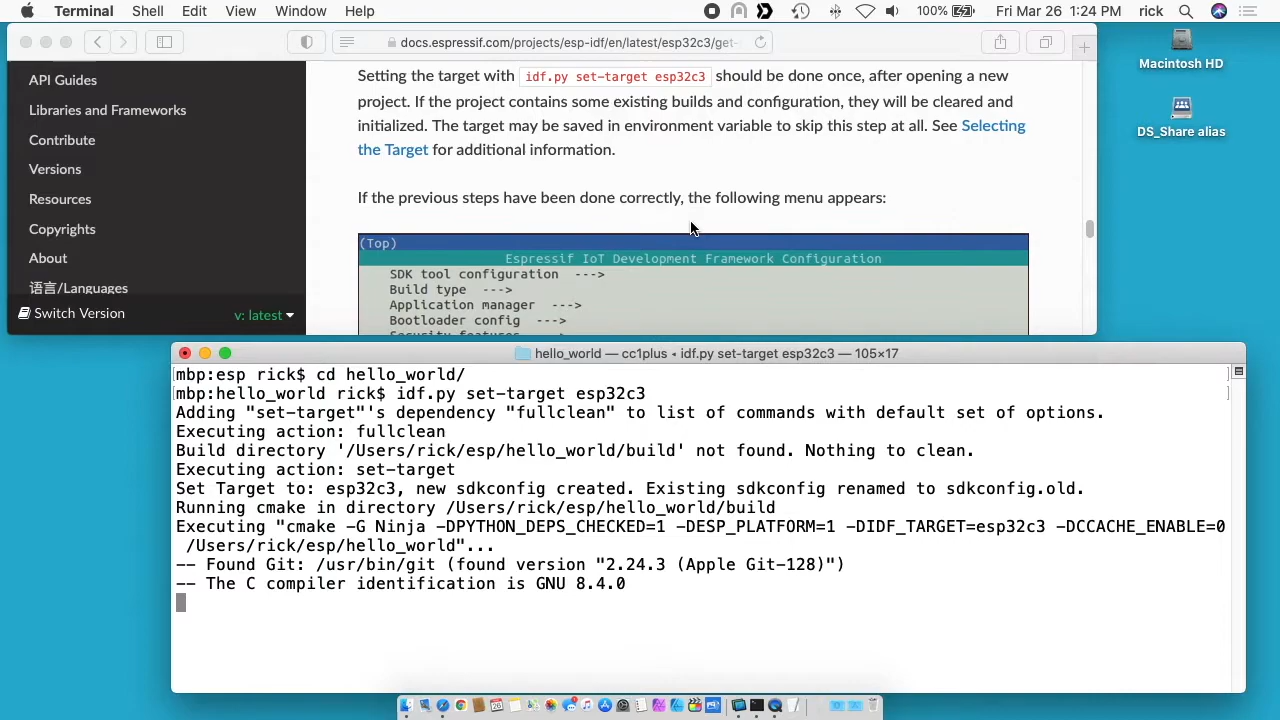 Terminal Shell Edit View Window Help 100% Fri Mar 26 1:24 PM rick
docs.espressif.com/projects/esp-idf/en/latest/esp32c3/get-
Macintosh HD
DS_Share alias
API Guides
Libraries and Frameworks
Contribute
Versions
Resources
Copyrights
About
语言/Languages
Switch Version v: latest
Setting the target with idf.py set-target esp32c3 should be done once, after opening a new
project. If the project contains some existing builds and configuration, they will be cleared and
initialized. The target may be saved in environment variable to skip this step at all. See Selecting
the Target for additional information.
If the previous steps have been done correctly, the following menu appears:
(Top)
Espressif IoT Development Framework Configuration
SDK tool configuration --->
Build type --->
Application manager --->
Bootloader config --->
Security features
hello_world — cc1plus ◂ idf.py set-target esp32c3 — 105×17
[mbp:esp rick$ cd hello_world/ ]
[mbp:hello_world rick$ idf.py set-target esp32c3 ]
Adding "set-target"'s dependency "fullclean" to list of commands with default set of options.
Executing action: fullclean
Build directory '/Users/rick/esp/hello_world/build' not found. Nothing to clean.
Executing action: set-target
Set Target to: esp32c3, new sdkconfig created. Existing sdkconfig renamed to sdkconfig.old.
Running cmake in directory /Users/rick/esp/hello_world/build
Executing "cmake -G Ninja -DPYTHON_DEPS_CHECKED=1 -DESP_PLATFORM=1 -DIDF_TARGET=esp32c3 -DCCACHE_ENABLE=0
/Users/rick/esp/hello_world"...
-- Found Git: /usr/bin/git (found version "2.24.3 (Apple Git-128)")
-- The C compiler identification is GNU 8.4.0